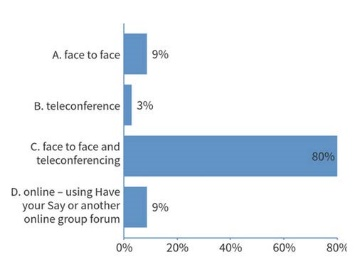 A. face to face 9%
B. teleconference 3%
C. face to face and
teleconferencing 80%
D. online – using Have
your Say or another
online group forum 9%
0% 20% 40% 60% 80%